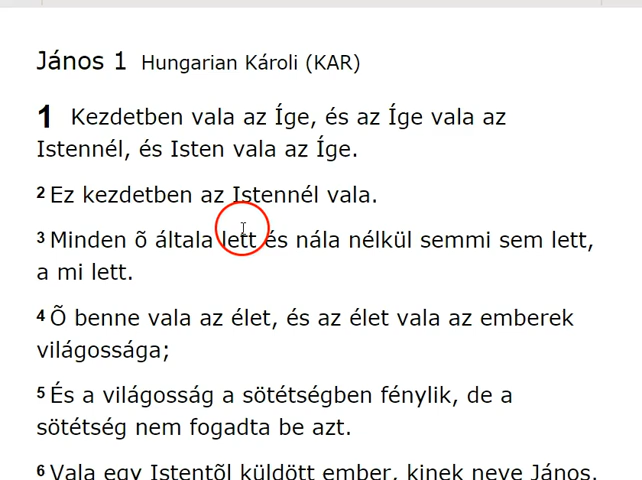 János 1 Hungarian Károli (KAR)
1 Kezdetben vala az Íge, és az Íge vala az
Istennél, és Isten vala az Íge.
2 Ez kezdetben az Istennél vala.
3 Minden õ általa lett és nála nélkül semmi sem lett,
a mi lett.
4 Õ benne vala az élet, és az élet vala az emberek
világossága;
5 És a világosság a sötétségben fénylik, de a
sötétség nem fogadta be azt.
6 Vala egy Istentõl küldött ember, kinek neve János.